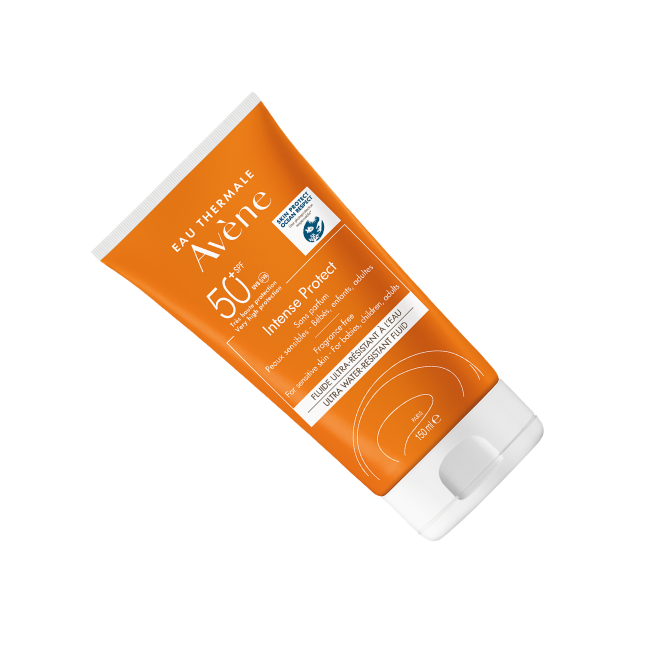 EAU THERMALE
Avène
SKIN PROTECT
OCEAN RESPECT
50+ SPF
UVB UVA
Très haute protection
Very high protection
Intense Protect
Sans parfum
Peaux sensibles - Bébés, enfants, adultes
Fragrance-free
For sensitive skin - For babies, children, adults
FLUIDE ULTRA-RÉSISTANT À L'EAU
ULTRA WATER-RESISTANT FLUID
PARIS
150 ml e